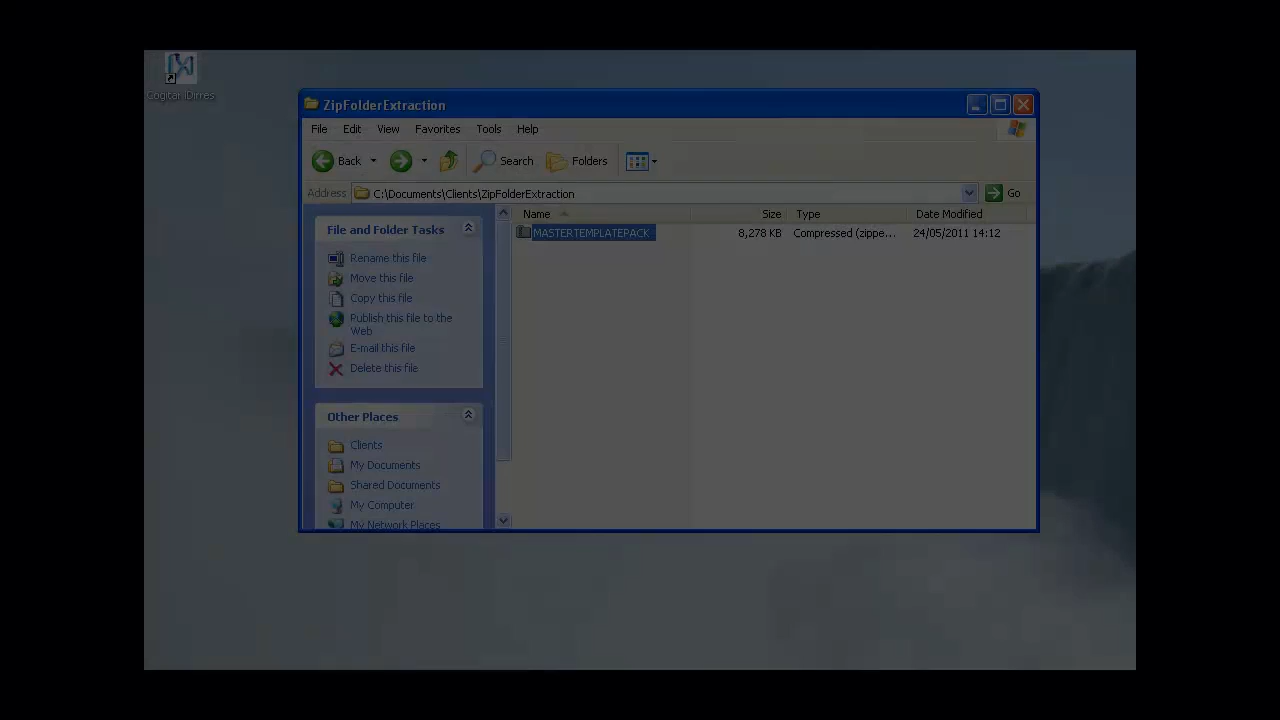 Cogitar IDirres
ZipFolderExtraction
File Edit View Favorites Tools Help
Back Search Folders
Address C:\Documents\Clients\ZipFolderExtraction Go
File and Folder Tasks
Rename this file
Move this file
Copy this file
Publish this file to the
Web
E-mail this file
Delete this file
Other Places
Clients
My Documents
Shared Documents
My Computer
My Network Places
Name Size Type Date Modified
MASTERTEMPLATEPACK 8,278 KB Compressed (zippe... 24/05/2011 14:12